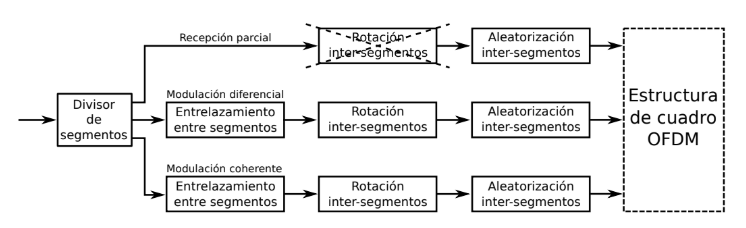 Recepción parcial
Rotación
inter-segmentos
Aleatorización
inter-segmentos
Divisor
de
segmentos
Modulación diferencial
Entrelazamiento
entre segmentos
Rotación
inter-segmentos
Aleatorización
inter-segmentos
Modulación coherente
Entrelazamiento
entre segmentos
Rotación
inter-segmentos
Aleatorización
inter-segmentos
Estructura
de cuadro
OFDM